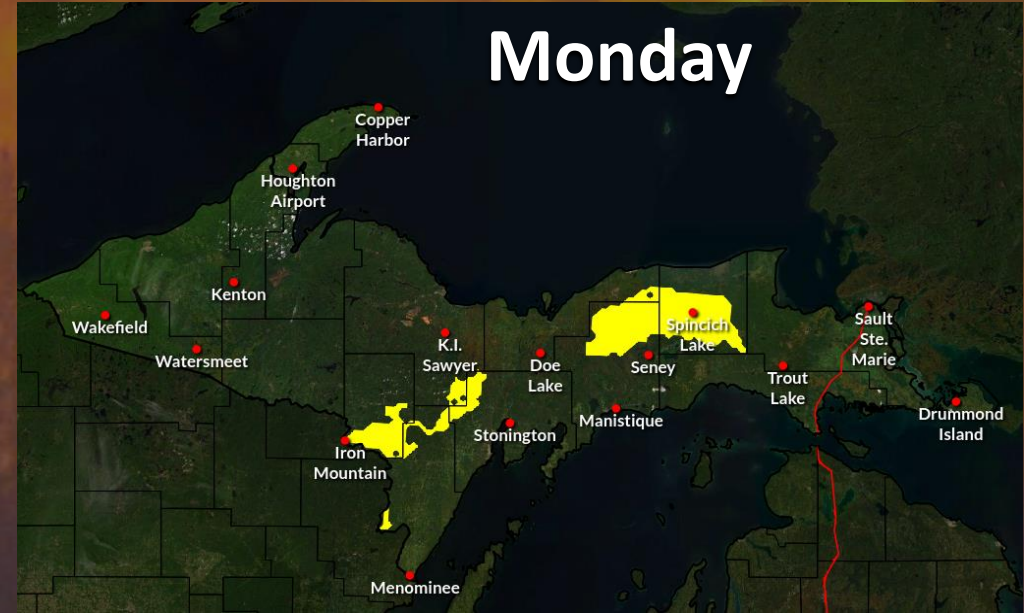 Monday
Copper
Harbor
Houghton
Airport
Kenton
Wakefield
Watersmeet
K.I.
Sawyer
Doe
Lake
Spincich
Lake
Seney
Sault
Ste.
Marie
Trout
Lake
Drummond
Island
Manistique
Stonington
Iron
Mountain
Menominee